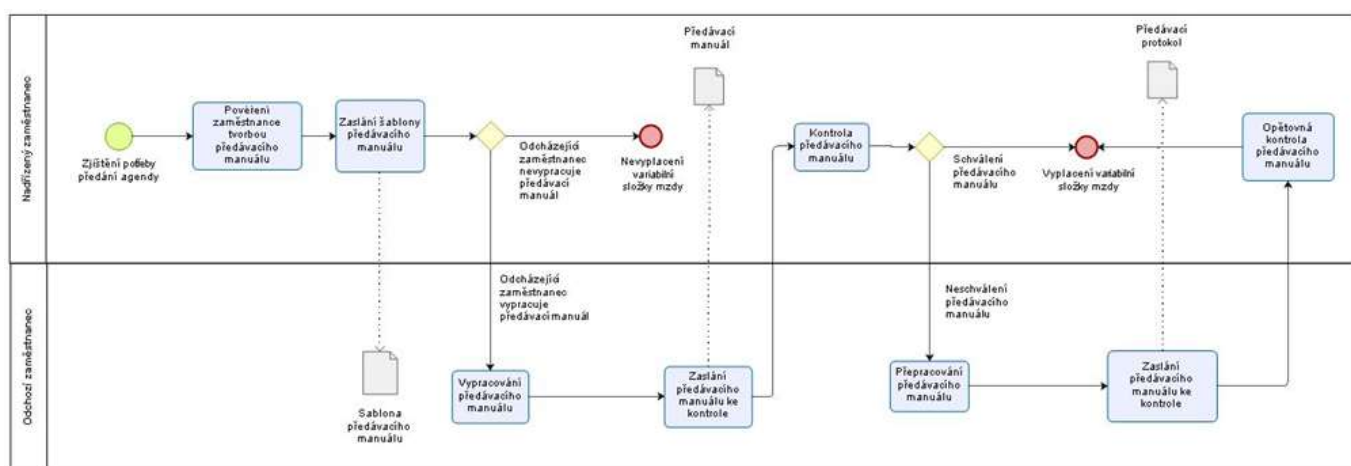 Nadřízený zaměstnanec
Zjištění potřeby
předání agendy
Pověření
zaměstnance
tvorbou
předávacího
manuálu
Zaslání šablony
předávacího
manuálu
Odcházející
zaměstnanec
nevypracuje
předávací
manuál
Nevyplacení
variabilní
složky mzdy
Předávací
manuál
Kontrola
předávacího
manuálu
Schválení
předávacího
manuálu
Vyplacení variabilní
složky mzdy
Předávací
protokol
Opětovná
kontrola
předávacího
manuálu
Odchozí zaměstnanec
Sablona
předávacího
manuálu
Odcházející
zaměstnanec
vypracuje
předávací manuál
Vypracování
předávacího
manuálu
Zaslání
předávacího
manuálu ke
kontrole
Neschválení
předávacího
manuálu
Přepracování
předávacího
manuálu
Zaslání
předávacího
manuálu ke
kontrole